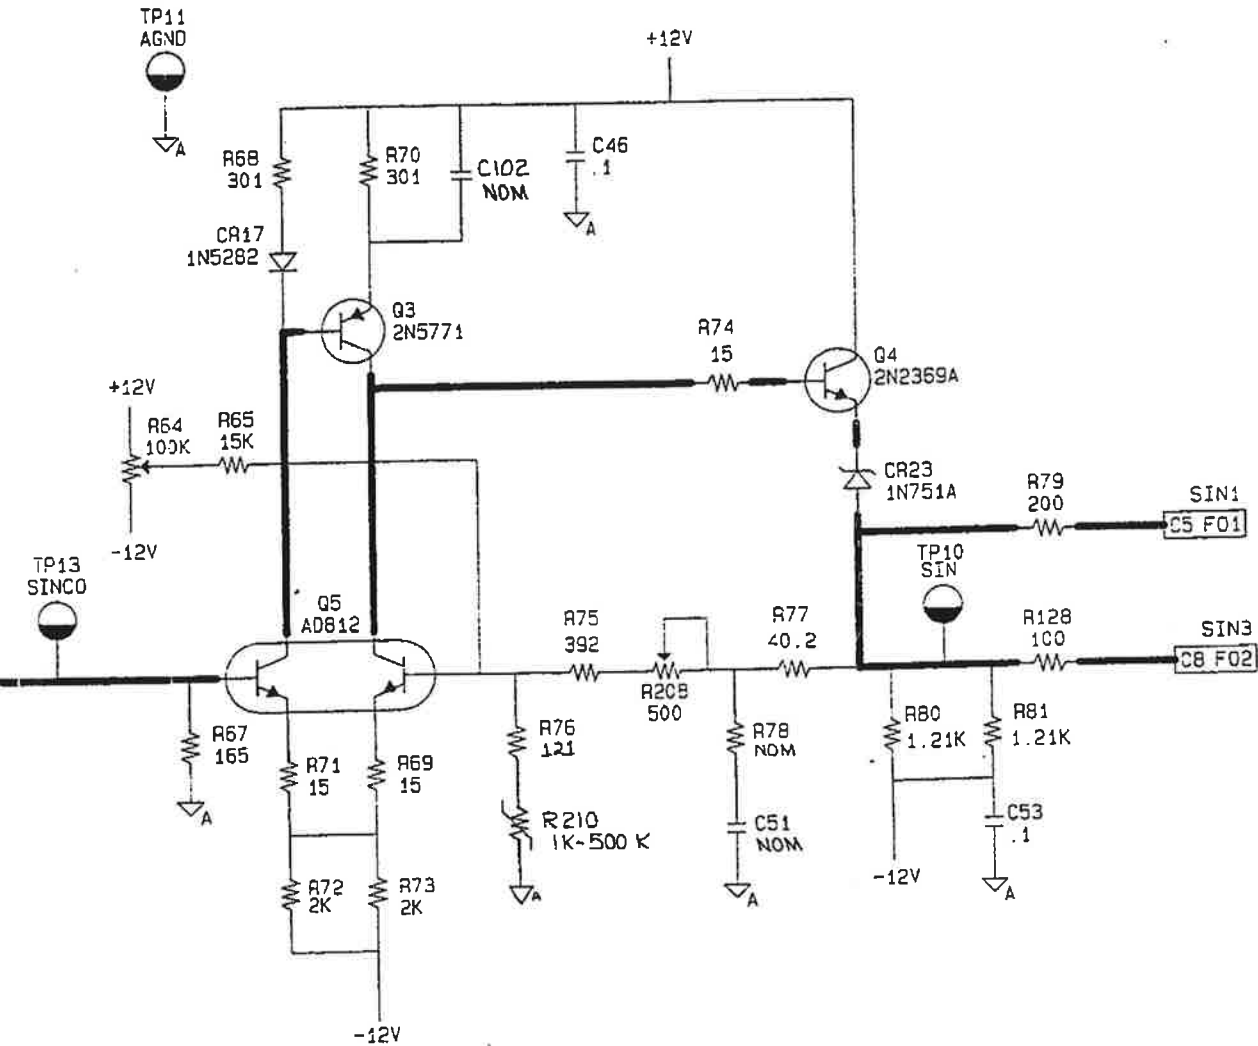 TP11
AGND
A
+12V
R68
301
R70
301
C102
NOM
C46
.1
A
CR17
1N5282
Q3
2N5771
R74
15
Q4
2N2369A
+12V
R64
100K
R65
15K
-12V
CR23
1N751A
R79
200
SIN1
C5 F01
TP13
SINCO
TP10
SIN
Q5
AD812
R75
392
R208
500
R77
40.2
R128
100
SIN3
C8 F02
R67
165
A
R71
15
R69
15
R76
121
R78
NOM
R80
1.21K
R81
1.21K
R210
1K-500 K
A
C51
NOM
A
C53
.1
A
-12V
R72
2K
R73
2K
-12V